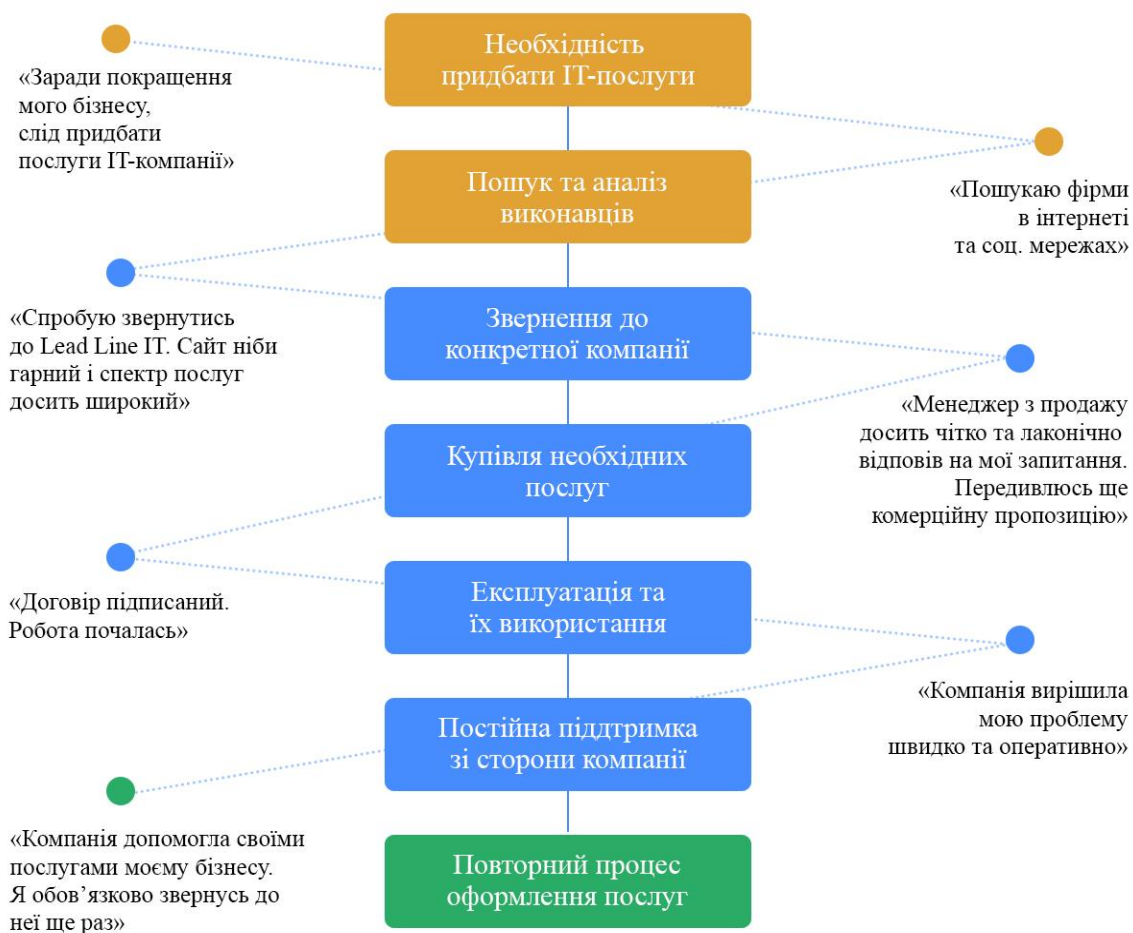 Необхідність
придбати IT-послуги
«Заради покращення
мого бізнесу,
слід придбати
послуги IT-компанії»
Пошук та аналіз
виконавців
«Пошукаю фірми
в інтернеті
та соц. мережах»
«Спробую звернутись
до Lead Line IT. Сайт ніби
гарний і спектр послуг
досить широкий»
Звернення до
конкретної компанії
«Менеджер з продажу
досить чітко та лаконічно
відповів на мої запитання.
Передивлюсь ще
комерційну пропозицію»
Купівля необхідних
послуг
«Договір підписаний.
Робота почалась»
Експлуатація та
їх використання
«Компанія вирішила
мою проблему
швидко та оперативно»
Постійна піддтримка
зі сторони компанії
«Компанія допомогла своїми
послугами моєму бізнесу.
Я обов’язково звернусь до
неї ще раз»
Повторний процес
оформлення послуг